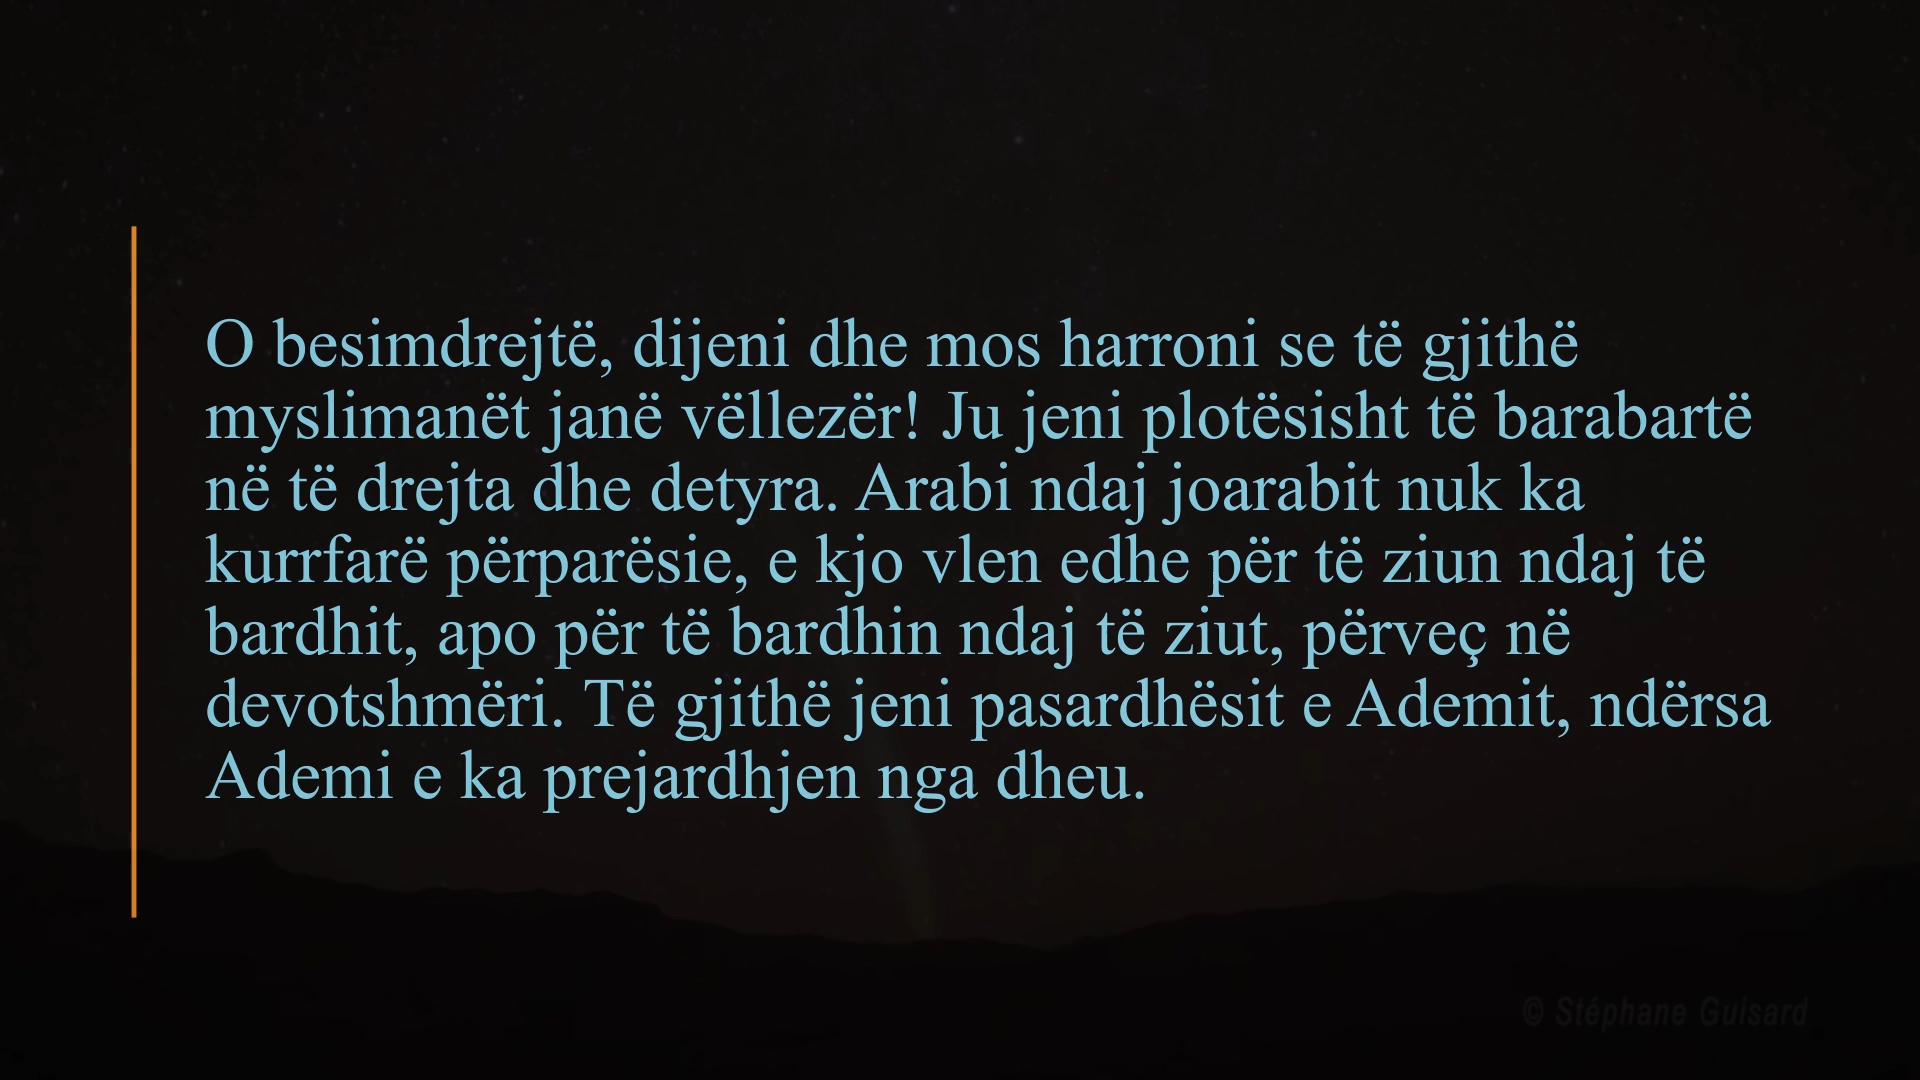 O besimdrejtë, dijeni dhe mos harroni se të gjithë
myslimanët janë vëllezër! Ju jeni plotësisht të barabartë
në të drejta dhe detyra. Arabi ndaj joarabit nuk ka
kurrfarë përparësie, e kjo vlen edhe për të ziun ndaj të
bardhit, apo për të bardhin ndaj të ziut, përveç në
devotshmëri. Të gjithë jeni pasardhësit e Ademit, ndërsa
Ademi e ka prejardhjen nga dheu.
© Stéphane Guisard